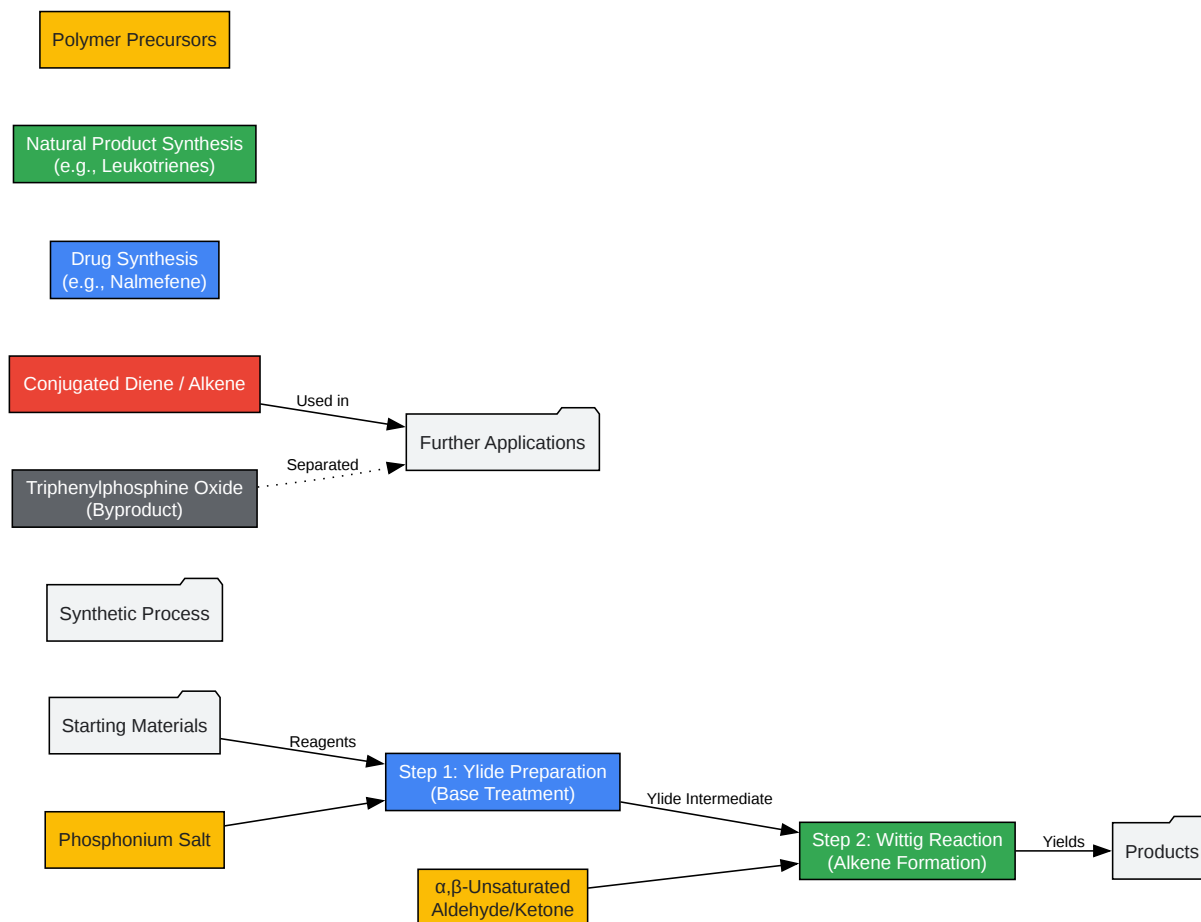 Polymer Precursors
Natural Product Synthesis
(e.g., Leukotrienes)
Drug Synthesis
(e.g., Nalmefene)
Conjugated Diene / Alkene
Used in
Further Applications
Separated
Triphenylphosphine Oxide
(Byproduct)
Synthetic Process
Starting Materials
Reagents
Step 1: Ylide Preparation
(Base Treatment)
Ylide Intermediate
Phosphonium Salt
Step 2: Wittig Reaction
(Alkene Formation)
Yields
Products
α,β-Unsaturated
Aldehyde/Ketone